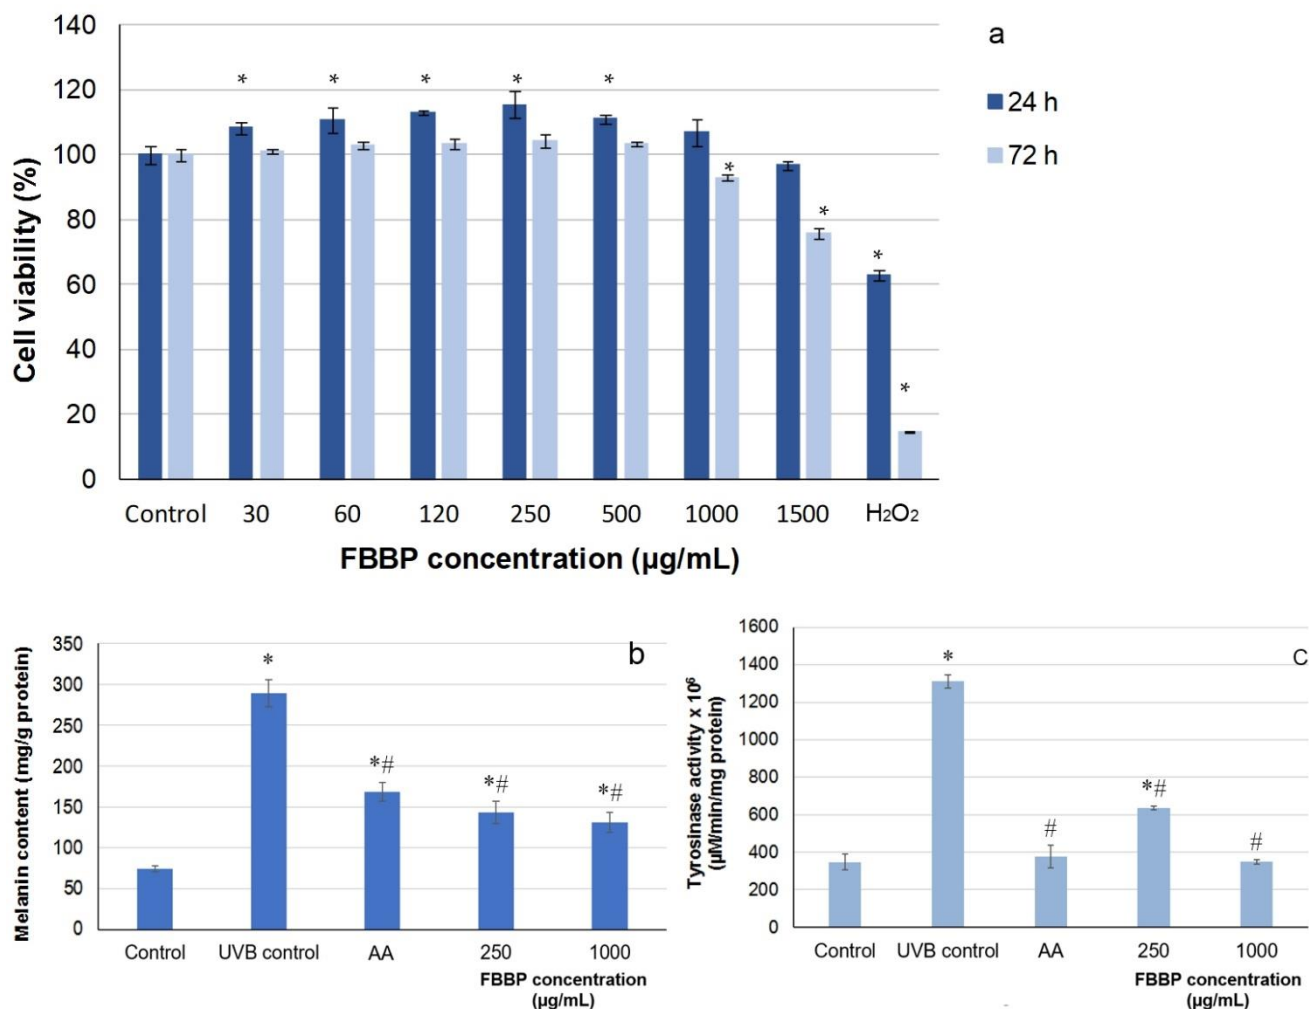 140
120
100
80
60
40
20
0
Cell viability (%)
* * * * *
* * * *
a
24 h
72 h
Control 30 60 120 250 500 1000 1500 H₂O₂
FBBP concentration (µg/mL)
350
300
250
200
150
100
50
0
Melanin content (mg/g protein)
b
*
*#
*#
*#
Control UVB control AA 250 1000
FBBP concentration
(µg/mL)
1600
1400
1200
1000
800
600
400
200
0
Tyrosinase activity x 10⁶
(µM/min/mg protein)
c
*
#
*#
#
Control UVB control AA 250 1000
FBBP concentration
(µg/mL)